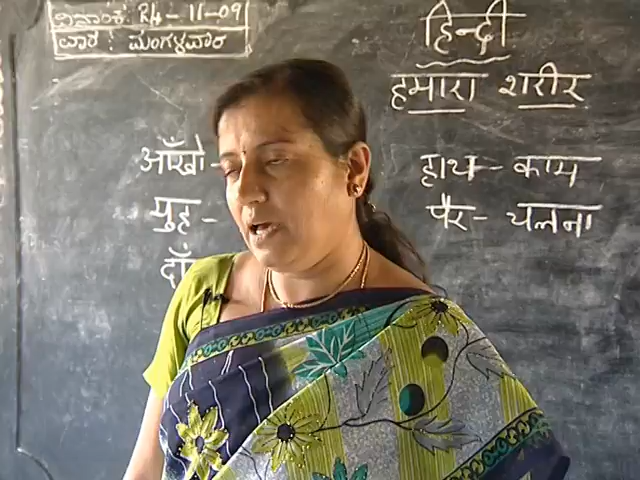 ದಿನಾಂಕ: 24-11-09
ವಾರ : ಮಂಗಳವಾರ
हिन्दी
हमारा शरीर
आँखो -
हाथ - काम
मुह -
पैर - चलना
दाँ